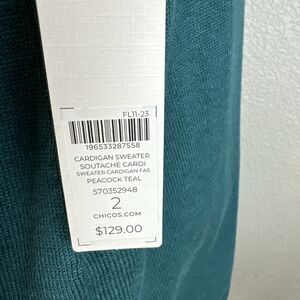 FL11-23
196533287558
CARDIGAN SWEATER
SOUTACHE CARDI
SWEATER CARDIGAN FAS
PEACOCK TEAL
570352948
2
CHICOS.COM
$129.00